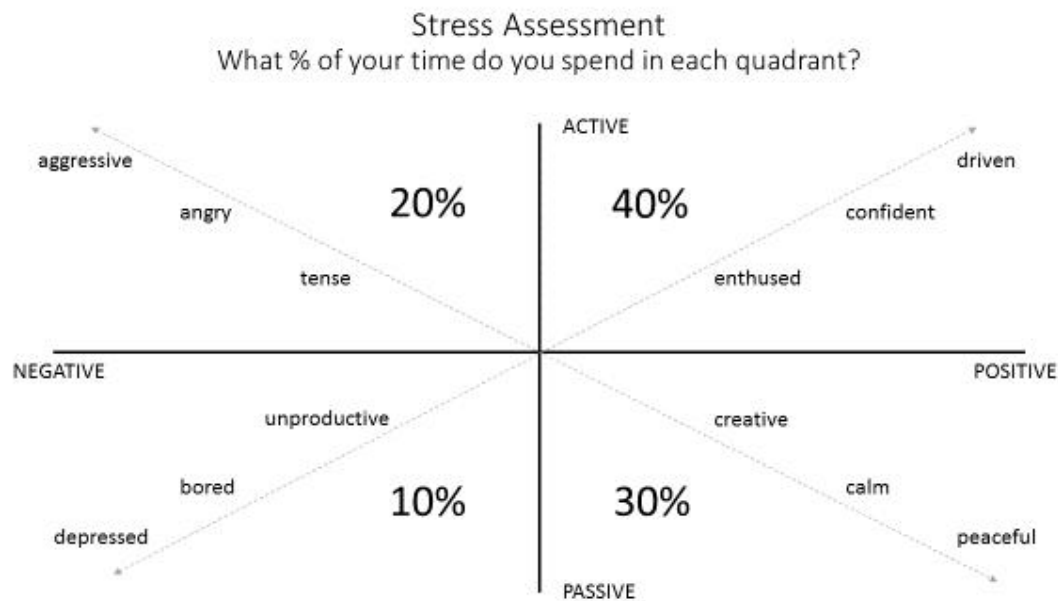 Stress Assessment
What % of your time do you spend in each quadrant?
ACTIVE
aggressive
driven
20%
40%
angry
confident
tense
enthused
NEGATIVE
POSITIVE
unproductive
creative
bored
10%
30%
calm
depressed
peaceful
PASSIVE